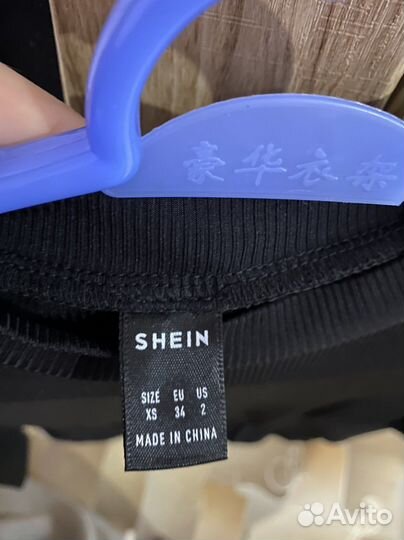 豪华衣架
SHEIN
SIZE EU US
XS 34 2
MADE IN CHINA
Avito